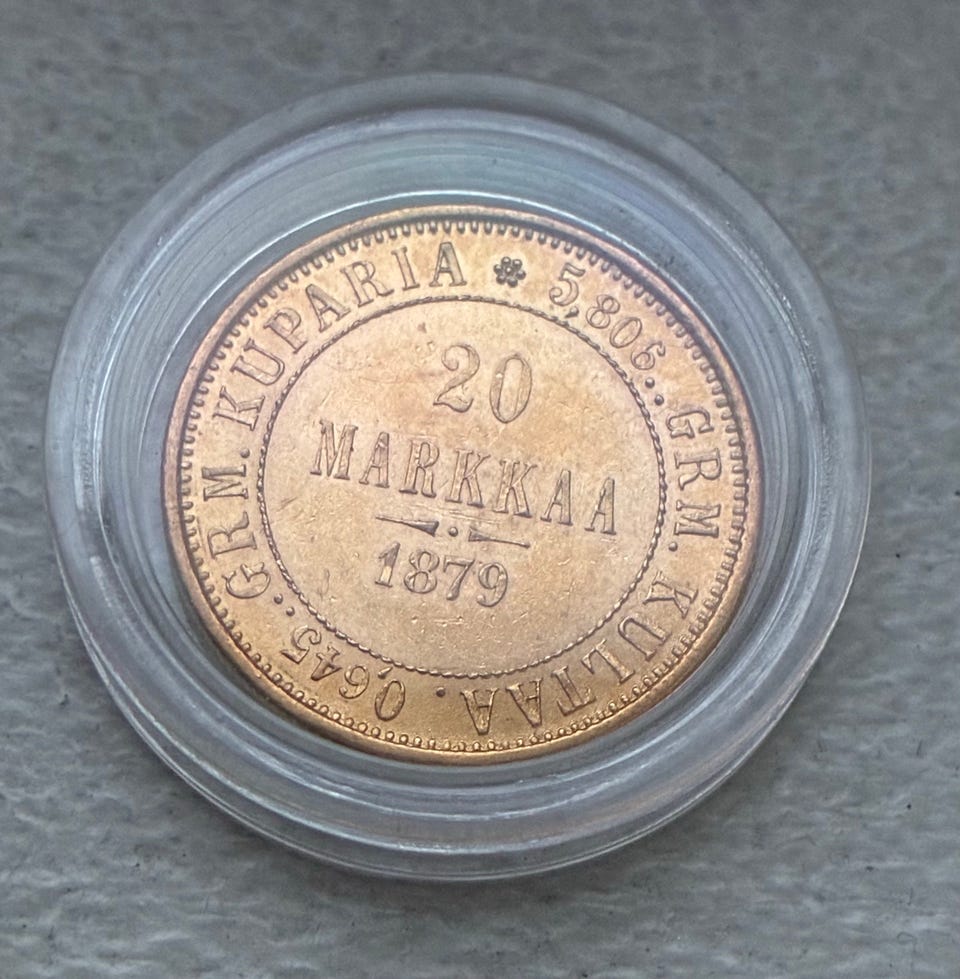 20
MARKKAA
1879
5,806.. GRM. KULTAA . 0,645.. GRM. KUPARIA